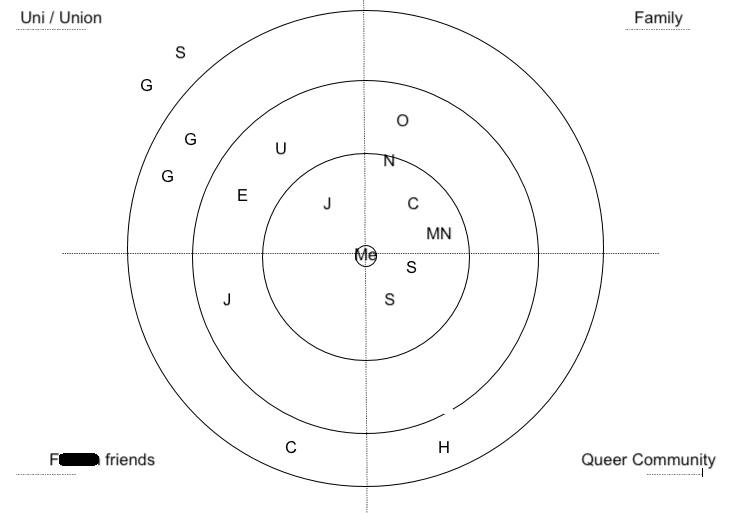 Uni / Union
Family
S
G
O
G
U
N
G
E
J
C
MN
Me
S
J
S
C
H
F friends
Queer Community